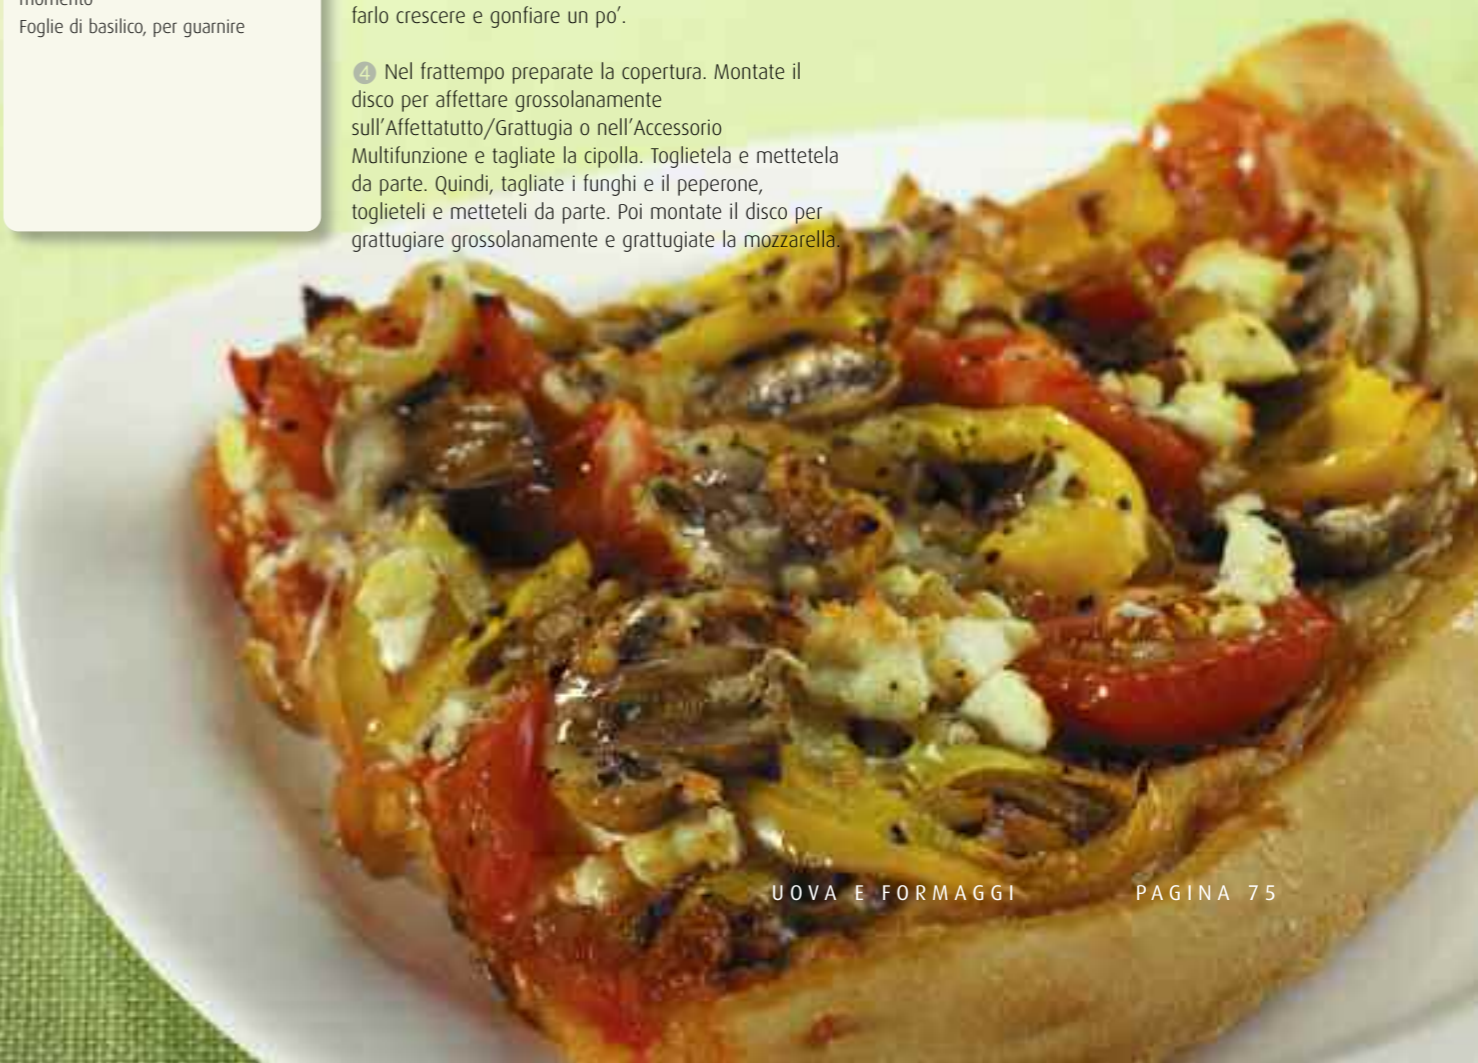 momento
Foglie di basilico, per guarnire
farlo crescere e gonfiare un po’.
4 Nel frattempo preparate la copertura. Montate il
disco per affettare grossolanamente
sull’Affettatutto/Grattugia o nell’Accessorio
Multifunzione e tagliate la cipolla. Toglietela e mettetela
da parte. Quindi, tagliate i funghi e il peperone,
toglieteli e metteteli da parte. Poi montate il disco per
grattugiare grossolanamente e grattugiate la mozzarella.
UOVA E FORMAGGI PAGINA 75